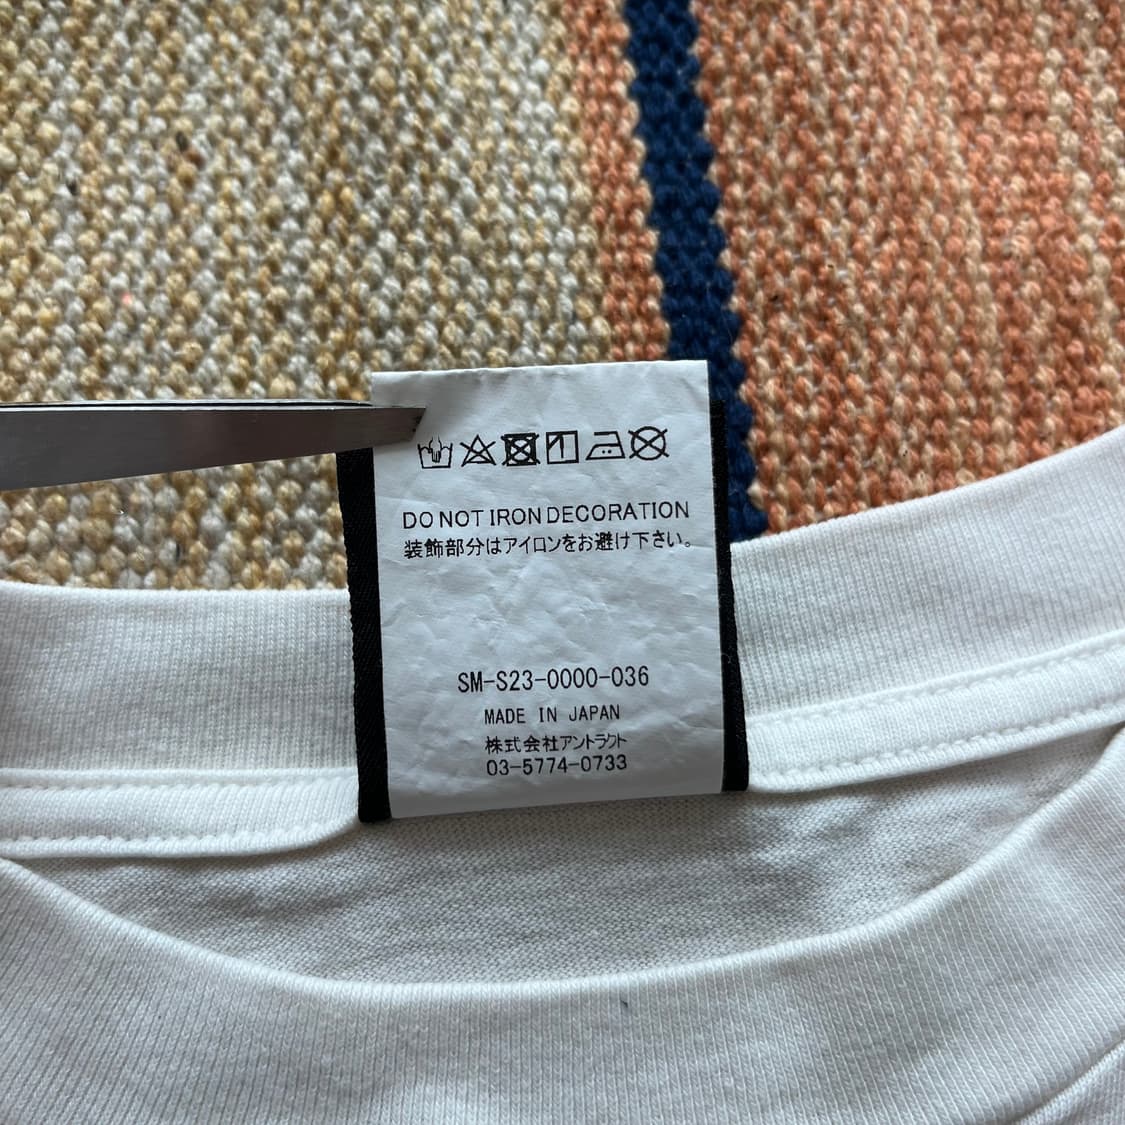 DO NOT IRON DECORATION
装飾部分はアイロンをお避け下さい。
SM-S23-0000-036
MADE IN JAPAN
株式会社アントラクト
03-5774-0733